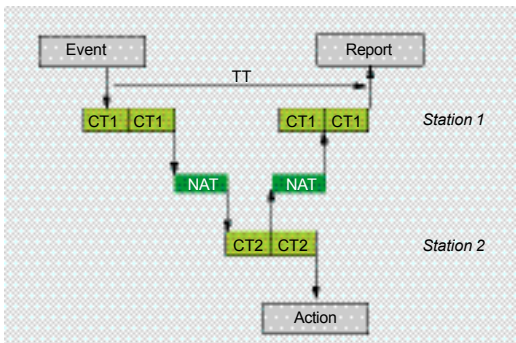 Event Report
TT
CT1 CT1 CT1 CT1 Station 1
NAT NAT
CT2 CT2 Station 2
Action